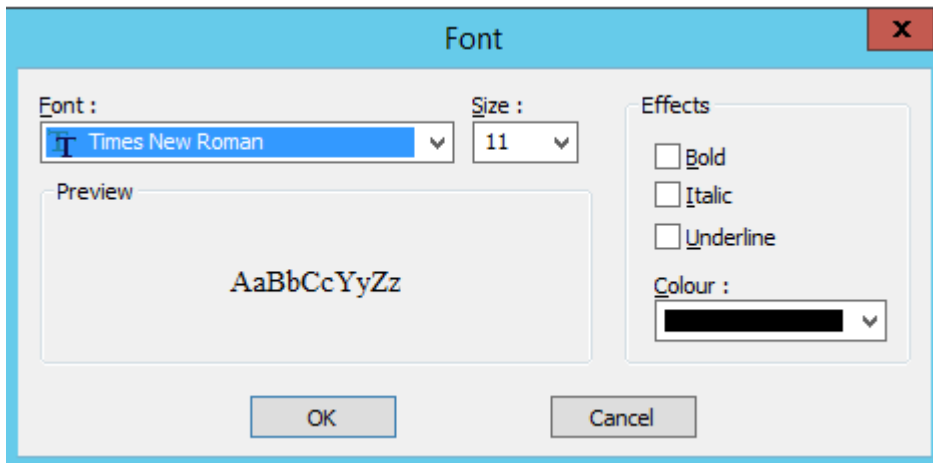 Font
x
Font :
Size :
Effects
Times New Roman
11
Bold
Italic
Underline
Preview
AaBbCcYyZz
Colour :
OK
Cancel